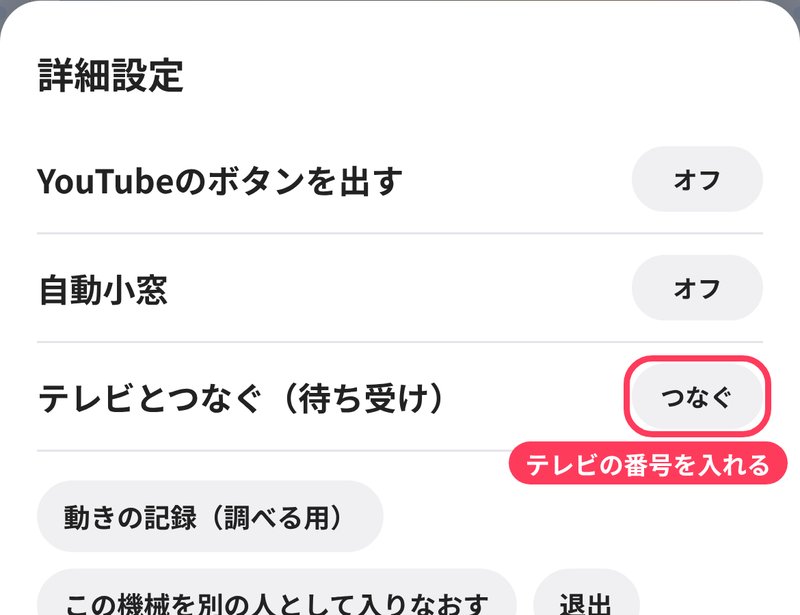 詳細設定
YouTubeのボタンを出す
オフ
自動小窓
オフ
テレビとつなぐ（待ち受け）
つなぐ
テレビの番号を入れる
動きの記録（調べる用）
この機械を別の人として入りなおす
退出